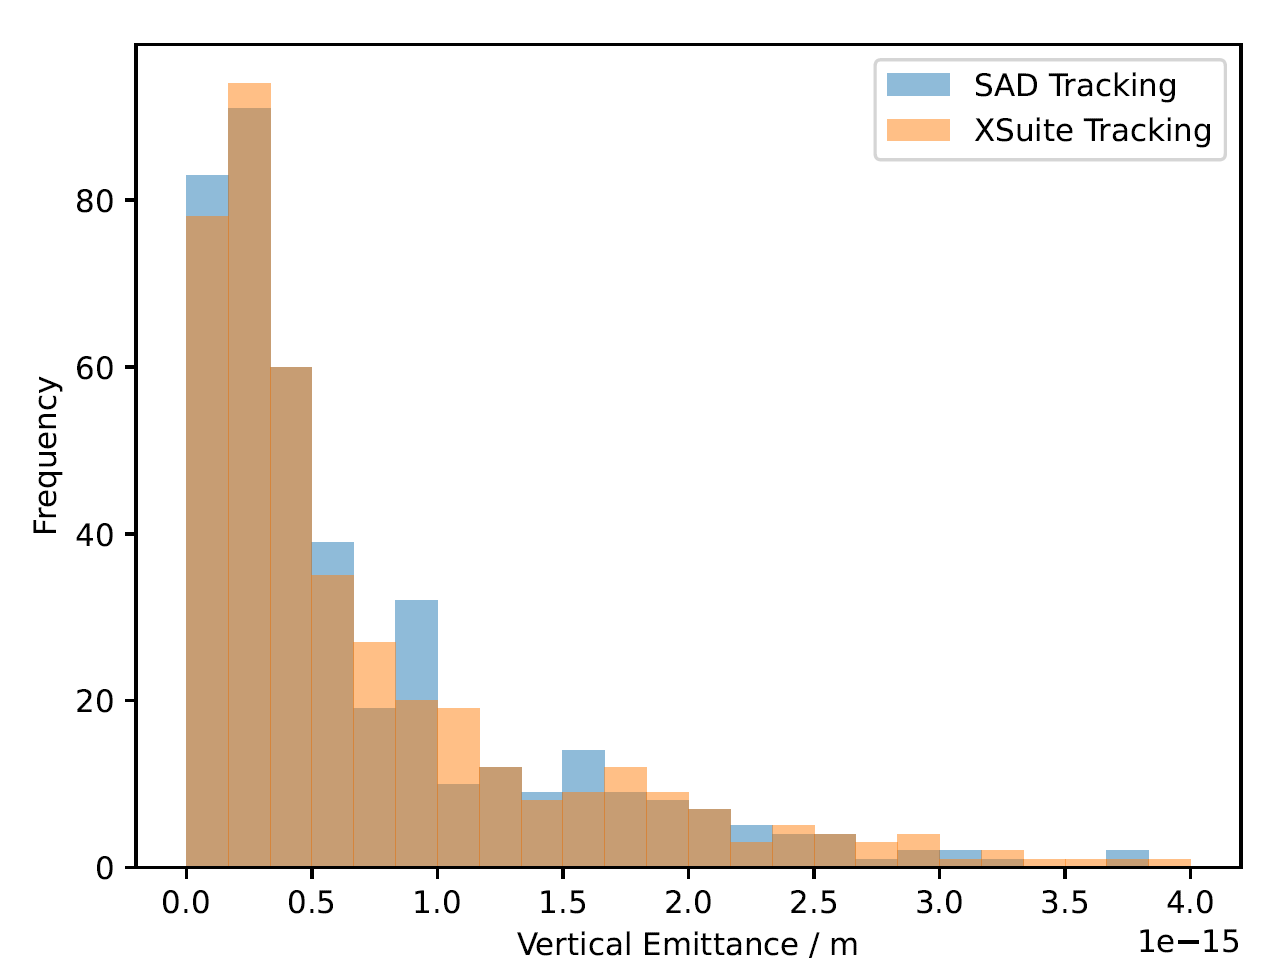 SAD Tracking
XSuite Tracking
80
60
40
20
0
Frequency
0.0 0.5 1.0 1.5 2.0 2.5 3.0 3.5 4.0
1e−15
Vertical Emittance / m